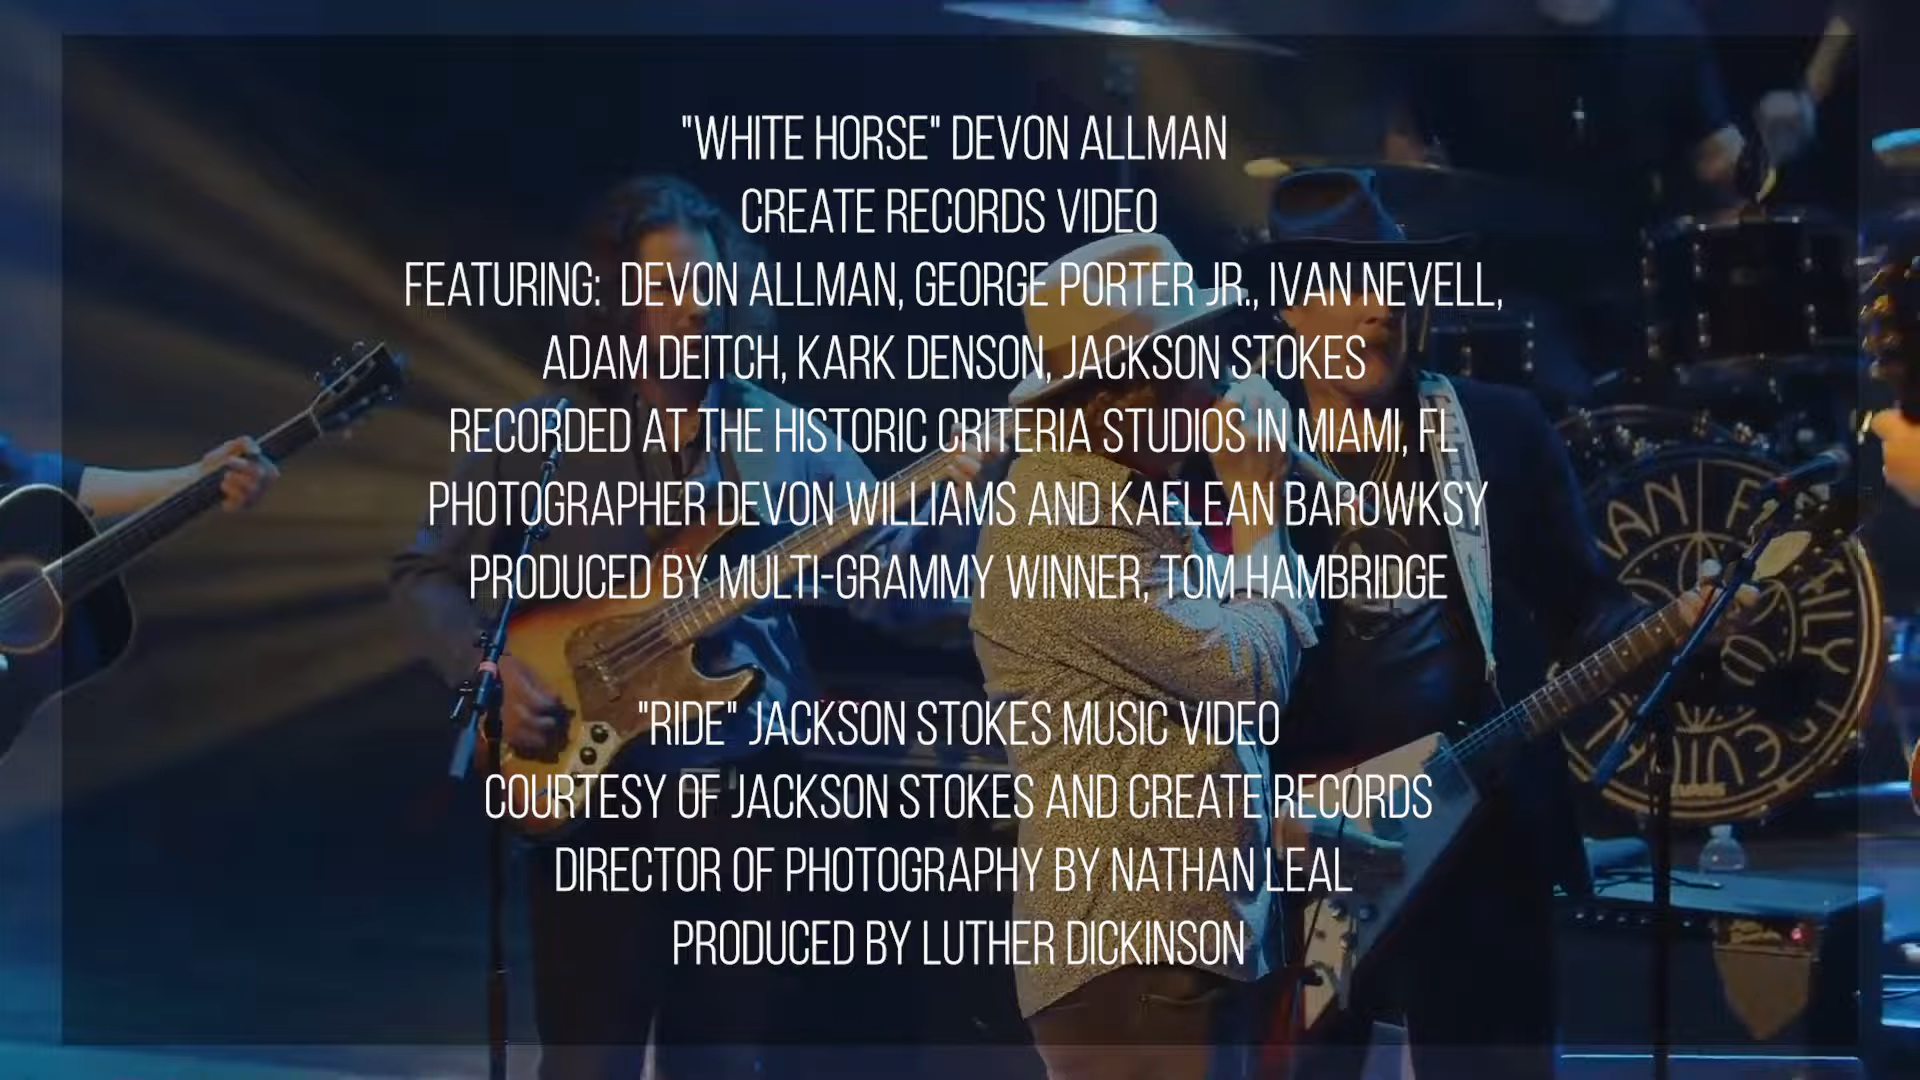 "WHITE HORSE" DEVON ALLMAN
CREATE RECORDS VIDEO
FEATURING: DEVON ALLMAN, GEORGE PORTER JR., IVAN NEVELL,
ADAM DEITCH, KARK DENSON, JACKSON STOKES
RECORDED AT THE HISTORIC CRITERIA STUDIOS IN MIAMI, FL
PHOTOGRAPHER DEVON WILLIAMS AND KAELEAN BAROWKSY
PRODUCED BY MULTI-GRAMMY WINNER, TOM HAMBRIDGE
"RIDE" JACKSON STOKES MUSIC VIDEO
COURTESY OF JACKSON STOKES AND CREATE RECORDS
DIRECTOR OF PHOTOGRAPHY BY NATHAN LEAL
PRODUCED BY LUTHER DICKINSON